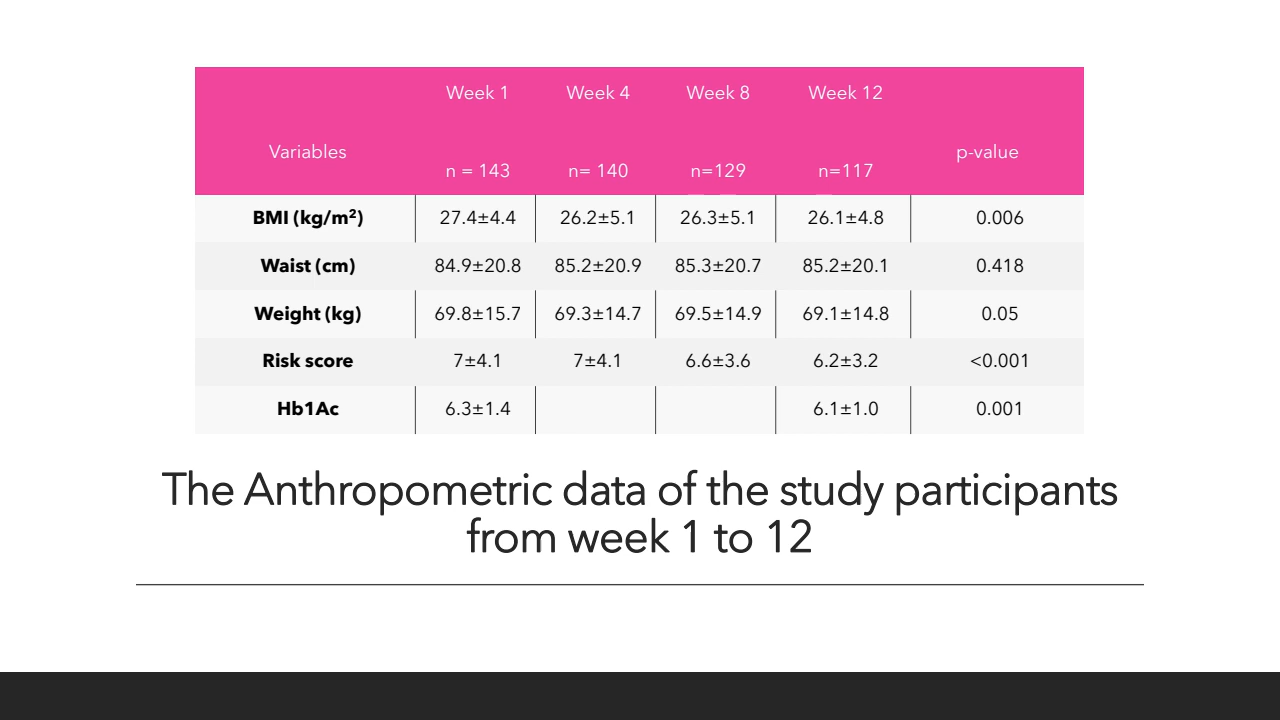 Week 1 Week 4 Week 8 Week 12
Variables p-value
n = 143 n= 140 n=129 n=117
BMI (kg/m²) 27.4±4.4 26.2±5.1 26.3±5.1 26.1±4.8 0.006
Waist (cm) 84.9±20.8 85.2±20.9 85.3±20.7 85.2±20.1 0.418
Weight (kg) 69.8±15.7 69.3±14.7 69.5±14.9 69.1±14.8 0.05
Risk score 7±4.1 7±4.1 6.6±3.6 6.2±3.2 <0.001
Hb1Ac 6.3±1.4 6.1±1.0 0.001
The Anthropometric data of the study participants
from week 1 to 12